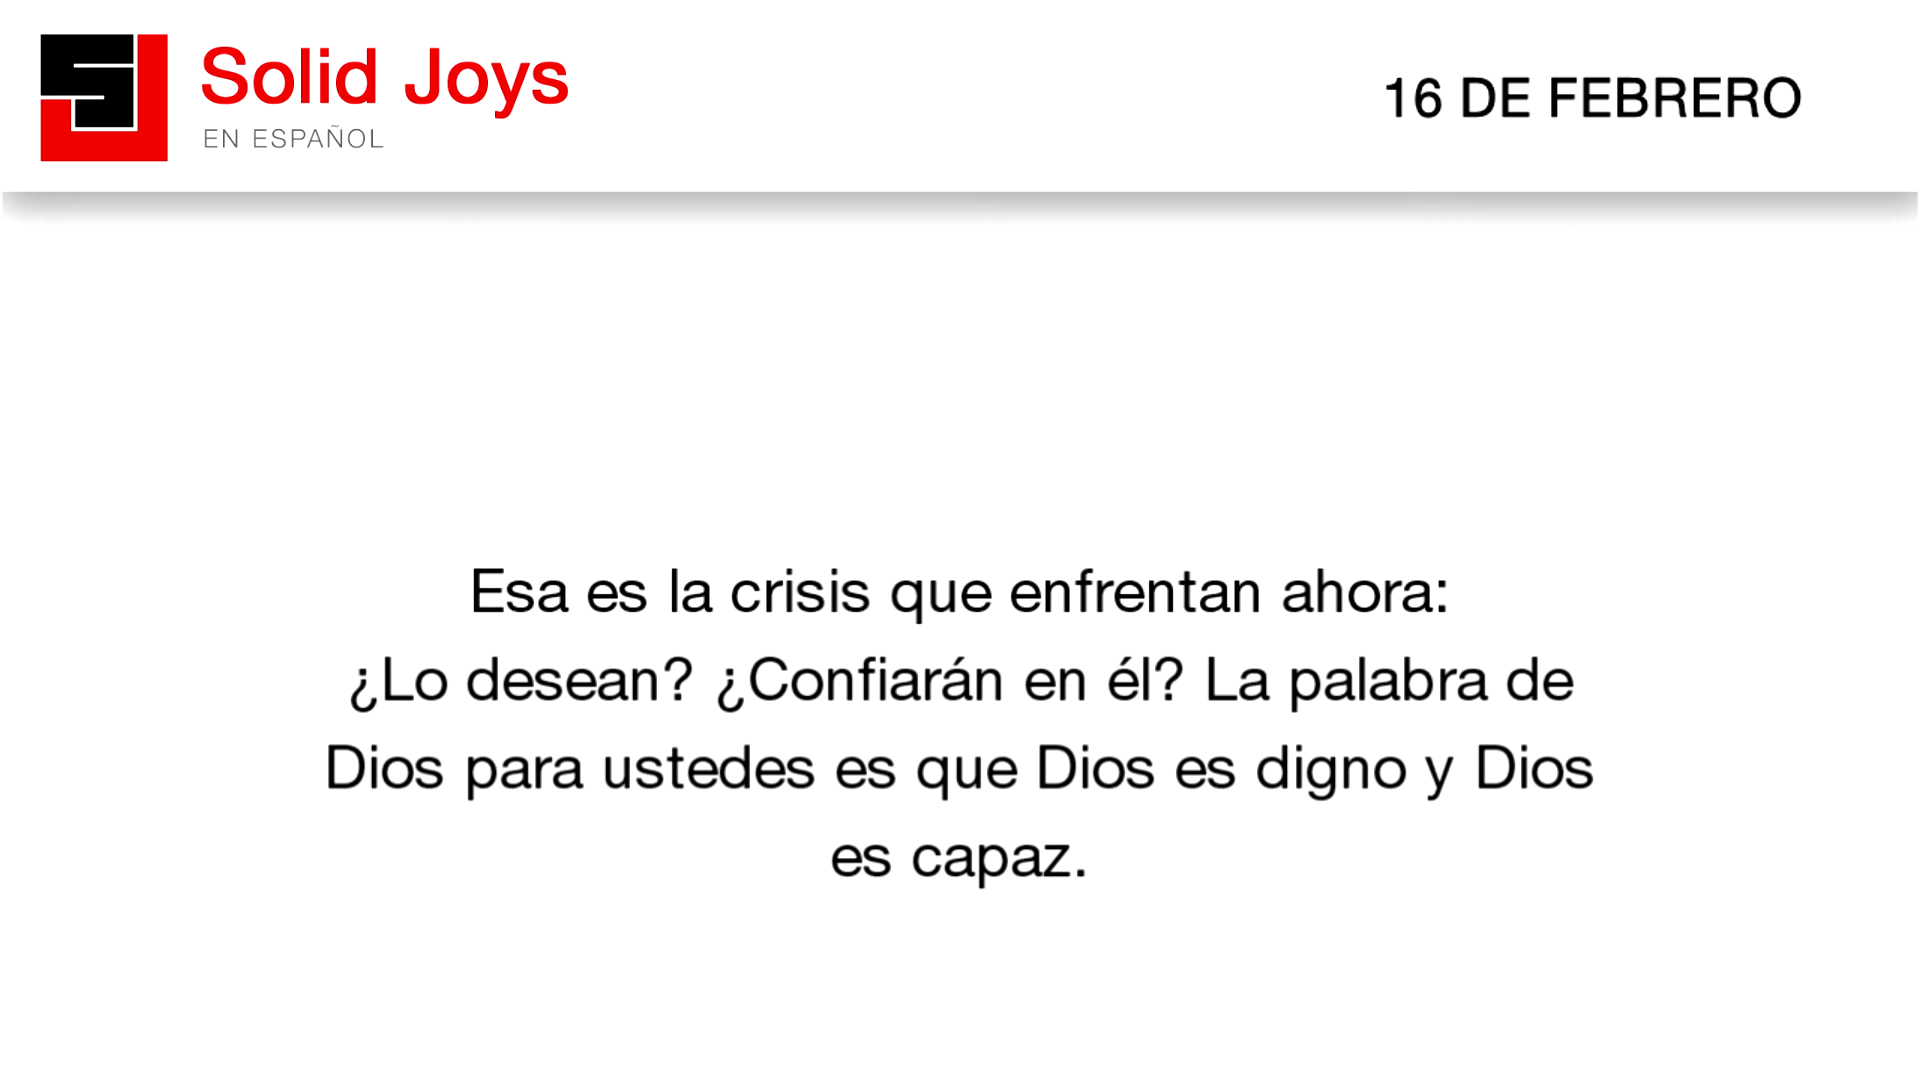 Solid Joys
EN ESPAÑOL
16 DE FEBRERO
Esa es la crisis que enfrentan ahora:
¿Lo desean? ¿Confiarán en él? La palabra de
Dios para ustedes es que Dios es digno y Dios
es capaz.